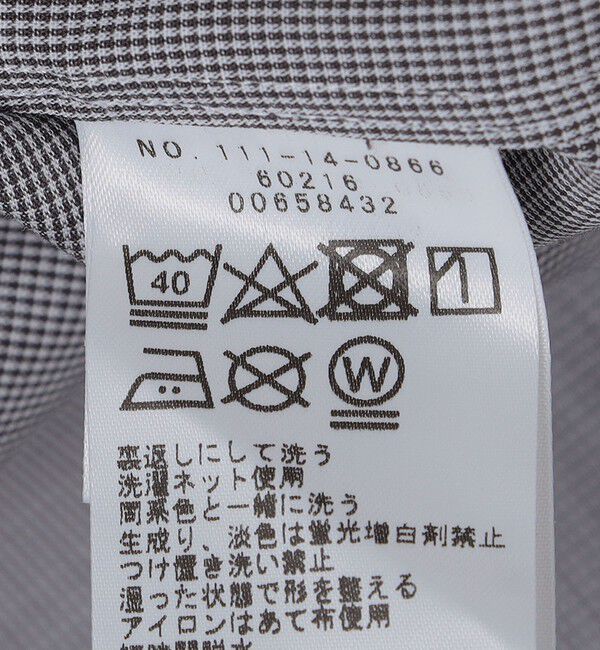 NO. 111-14-0866
60216
00658432
40
W
裏返しにして洗う
洗濯ネット使用
同系色と一緒に洗う
生成り、淡色は蛍光増白剤禁止
つけ置き洗い禁止
湿った状態で形を整える
アイロンはあて布使用